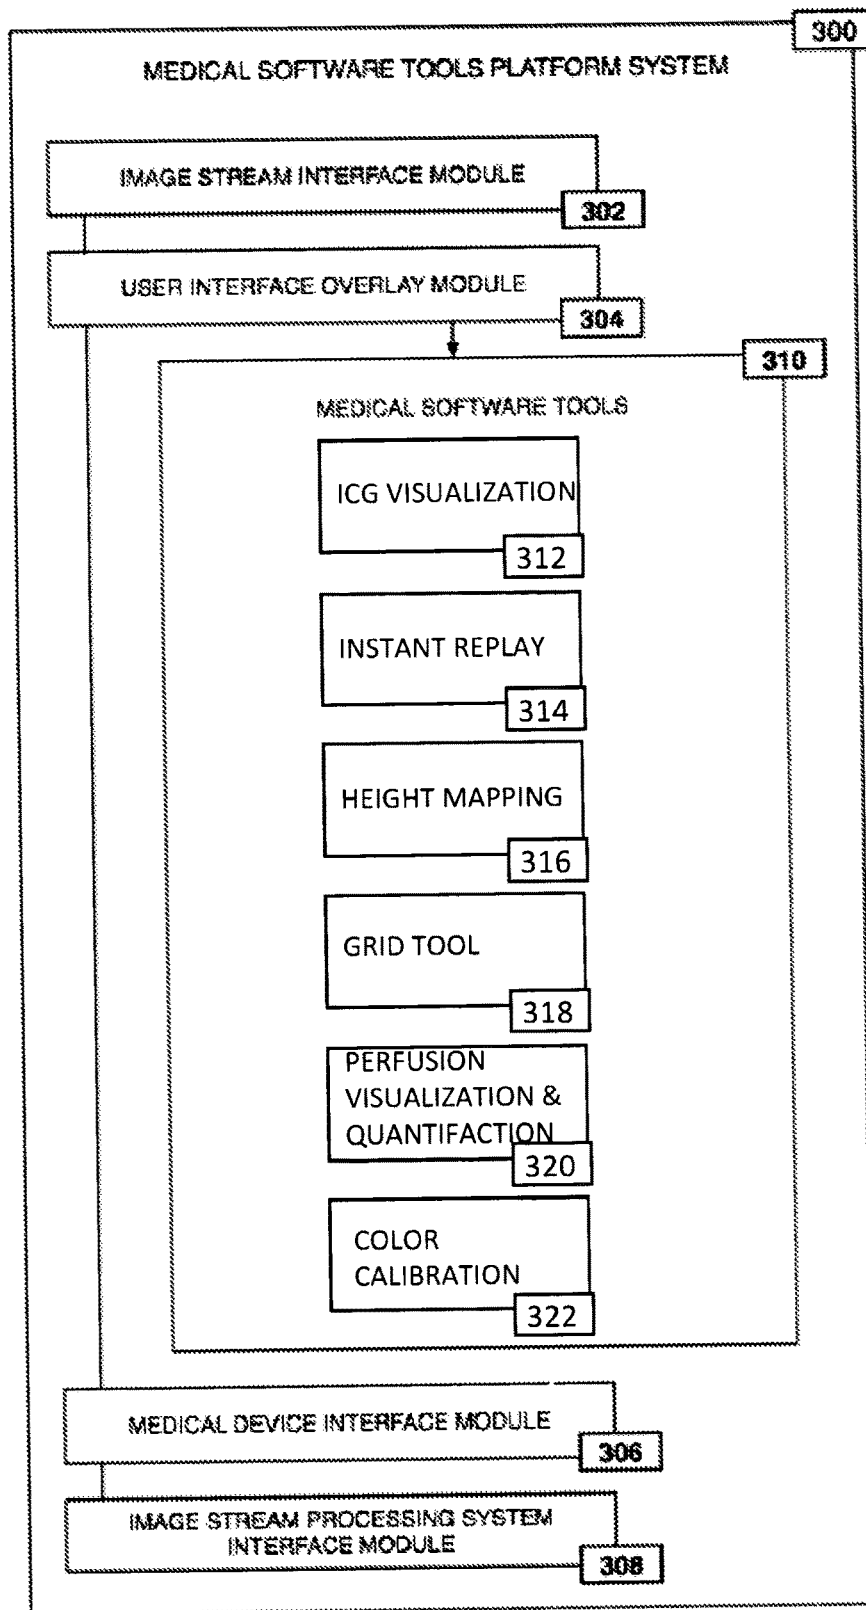 300
MEDICAL SOFTWARE TOOLS PLATFORM SYSTEM
IMAGE STREAM INTERFACE MODULE
302
USER INTERFACE OVERLAY MODULE
304
310
MEDICAL SOFTWARE TOOLS
ICG VISUALIZATION
312
INSTANT REPLAY
314
HEIGHT MAPPING
316
GRID TOOL
318
PERFUSION
VISUALIZATION &
QUANTIFACTION
320
COLOR
CALIBRATION
322
MEDICAL DEVICE INTERFACE MODULE
306
IMAGE STREAM PROCESSING SYSTEM
INTERFACE MODULE
308